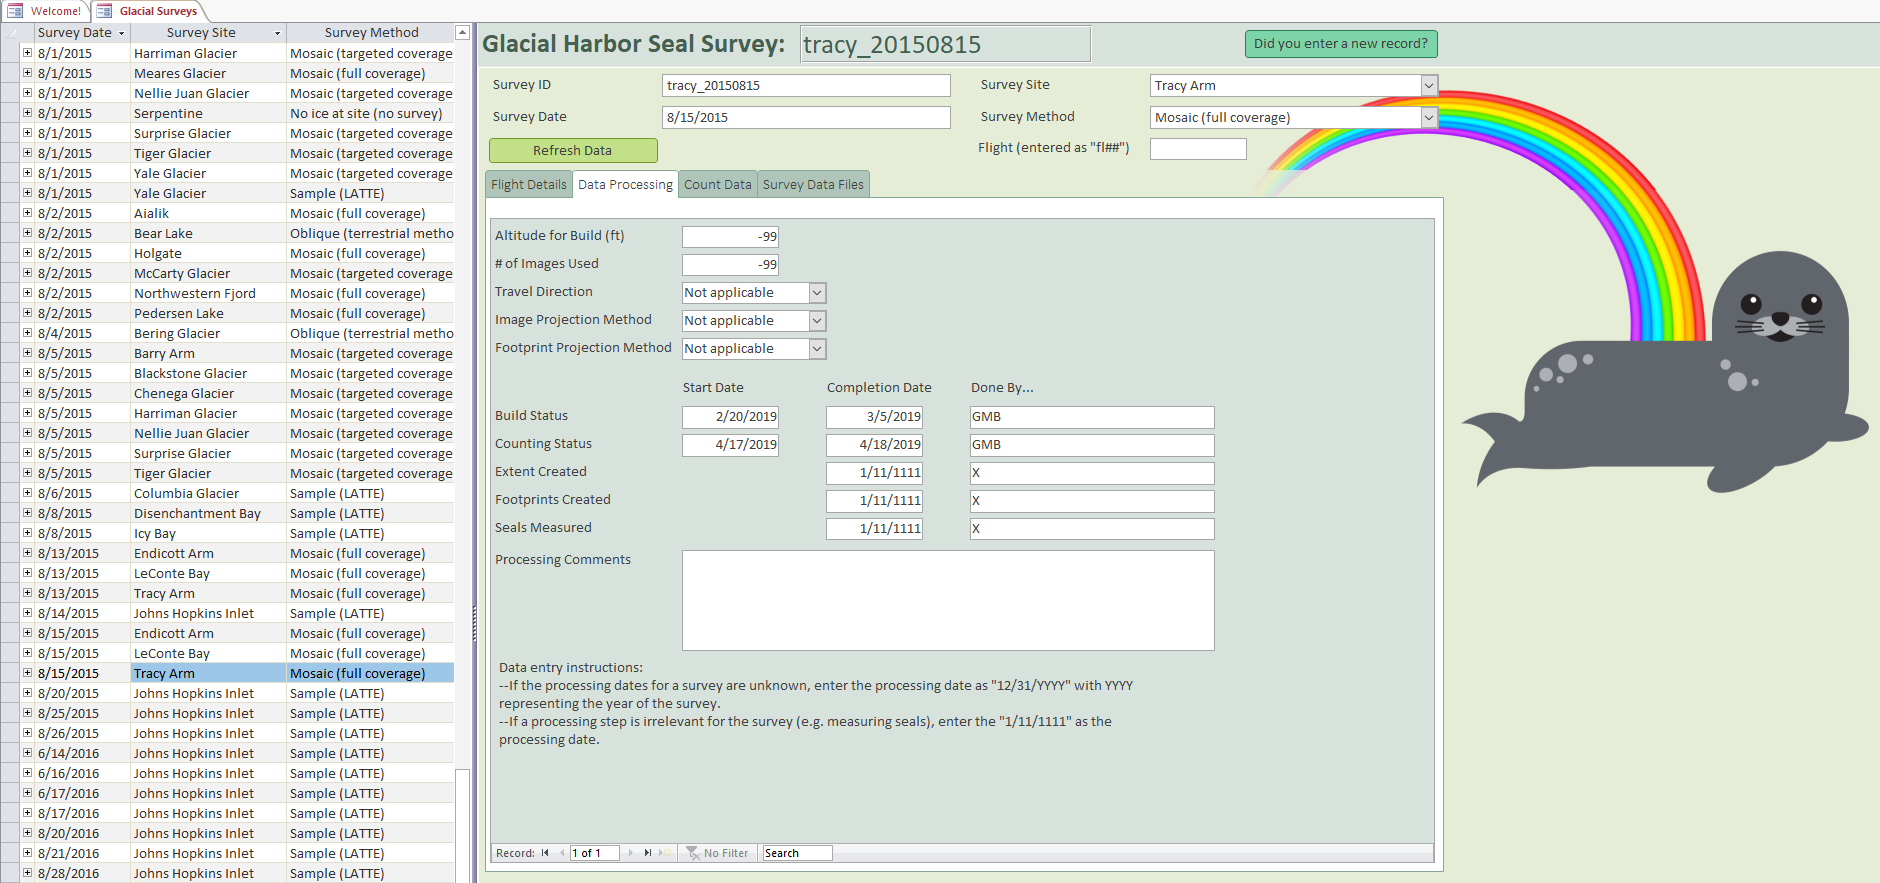 Welcome!
Glacial Surveys
Survey Date Survey Site Survey Method
8/1/2015 Harriman Glacier Mosaic (targeted coverage
8/1/2015 Meares Glacier Mosaic (full coverage)
8/1/2015 Nellie Juan Glacier Mosaic (targeted coverage
8/1/2015 Serpentine No ice at site (no survey)
8/1/2015 Surprise Glacier Mosaic (targeted coverage
8/1/2015 Tiger Glacier Mosaic (targeted coverage
8/1/2015 Yale Glacier Mosaic (targeted coverage
8/1/2015 Yale Glacier Sample (LATTE)
8/2/2015 Aialik Mosaic (full coverage)
8/2/2015 Bear Lake Oblique (terrestrial metho
8/2/2015 Holgate Mosaic (full coverage)
8/2/2015 McCarty Glacier Mosaic (targeted coverage
8/2/2015 Northwestern Fjord Mosaic (full coverage)
8/2/2015 Pedersen Lake Mosaic (full coverage)
8/4/2015 Bering Glacier Oblique (terrestrial metho
8/5/2015 Barry Arm Mosaic (targeted coverage
8/5/2015 Blackstone Glacier Mosaic (targeted coverage
8/5/2015 Chenega Glacier Mosaic (targeted coverage
8/5/2015 Harriman Glacier Mosaic (targeted coverage
8/5/2015 Nellie Juan Glacier Mosaic (targeted coverage
8/5/2015 Surprise Glacier Mosaic (targeted coverage
8/5/2015 Tiger Glacier Mosaic (targeted coverage
8/6/2015 Columbia Glacier Sample (LATTE)
8/8/2015 Disenchantment Bay Sample (LATTE)
8/8/2015 Icy Bay Sample (LATTE)
8/13/2015 Endicott Arm Mosaic (full coverage)
8/13/2015 LeConte Bay Mosaic (full coverage)
8/13/2015 Tracy Arm Mosaic (full coverage)
8/14/2015 Johns Hopkins Inlet Sample (LATTE)
8/15/2015 Endicott Arm Mosaic (full coverage)
8/15/2015 LeConte Bay Mosaic (full coverage)
8/15/2015 Tracy Arm Mosaic (full coverage)
8/20/2015 Johns Hopkins Inlet Sample (LATTE)
8/25/2015 Johns Hopkins Inlet Sample (LATTE)
8/26/2015 Johns Hopkins Inlet Sample (LATTE)
6/14/2016 Johns Hopkins Inlet Sample (LATTE)
6/16/2016 Johns Hopkins Inlet Sample (LATTE)
6/17/2016 Johns Hopkins Inlet Sample (LATTE)
8/17/2016 Johns Hopkins Inlet Sample (LATTE)
8/20/2016 Johns Hopkins Inlet Sample (LATTE)
8/21/2016 Johns Hopkins Inlet Sample (LATTE)
8/28/2016 Johns Hopkins Inlet Sample (LATTE)
Glacial Harbor Seal Survey: tracy_20150815 Did you enter a new record?
Survey ID tracy_20150815 Survey Site Tracy Arm
Survey Date 8/15/2015 Survey Method Mosaic (full coverage)
Refresh Data Flight (entered as "fl##")
Flight Details Data Processing Count Data Survey Data Files
Altitude for Build (ft) -99
# of Images Used -99
Travel Direction Not applicable
Image Projection Method Not applicable
Footprint Projection Method Not applicable
Start Date Completion Date Done By...
Build Status 2/20/2019 3/5/2019 GMB
Counting Status 4/17/2019 4/18/2019 GMB
Extent Created 1/11/1111 X
Footprints Created 1/11/1111 X
Seals Measured 1/11/1111 X
Processing Comments
Data entry instructions:
--If the processing dates for a survey are unknown, enter the processing date as "12/31/YYYY" with YYYY
representing the year of the survey.
--If a processing step is irrelevant for the survey (e.g. measuring seals), enter the "1/11/1111" as the
processing date.
Record: 1 of 1 No Filter Search